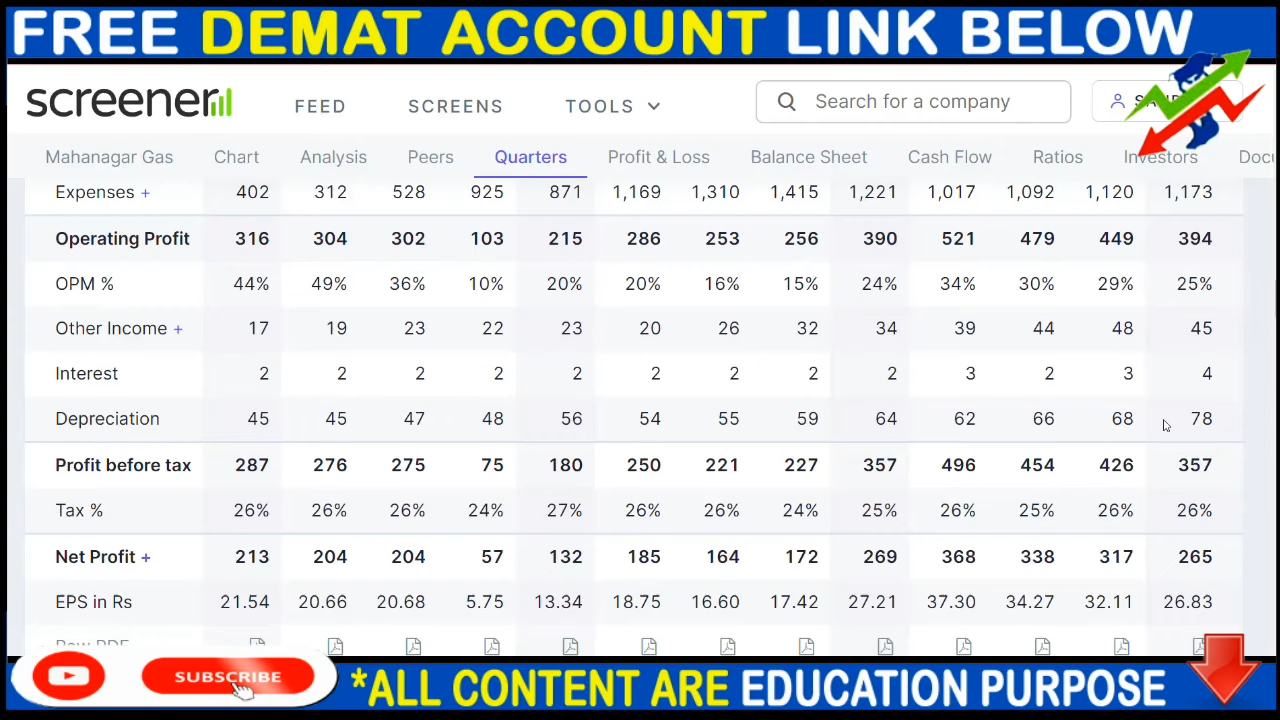 FREE DEMAT ACCOUNT LINK BELOW
screener FEED SCREENS TOOLS Search for a company
Mahanagar Gas Chart Analysis Peers Quarters Profit & Loss Balance Sheet Cash Flow Ratios Investors
Expenses + 402 312 528 925 871 1,169 1,310 1,415 1,221 1,017 1,092 1,120 1,173
Operating Profit 316 304 302 103 215 286 253 256 390 521 479 449 394
OPM % 44% 49% 36% 10% 20% 20% 16% 15% 24% 34% 30% 29% 25%
Other Income + 17 19 23 22 23 20 26 32 34 39 44 48 45
Interest 2 2 2 2 2 2 2 2 2 3 2 3 4
Depreciation 45 45 47 48 56 54 55 59 64 62 66 68 78
Profit before tax 287 276 275 75 180 250 221 227 357 496 454 426 357
Tax % 26% 26% 26% 24% 27% 26% 26% 24% 25% 26% 25% 26% 26%
Net Profit + 213 204 204 57 132 185 164 172 269 368 338 317 265
EPS in Rs 21.54 20.66 20.68 5.75 13.34 18.75 16.60 17.42 27.21 37.30 34.27 32.11 26.83
SUBSCRIBE
*ALL CONTENT ARE EDUCATION PURPOSE